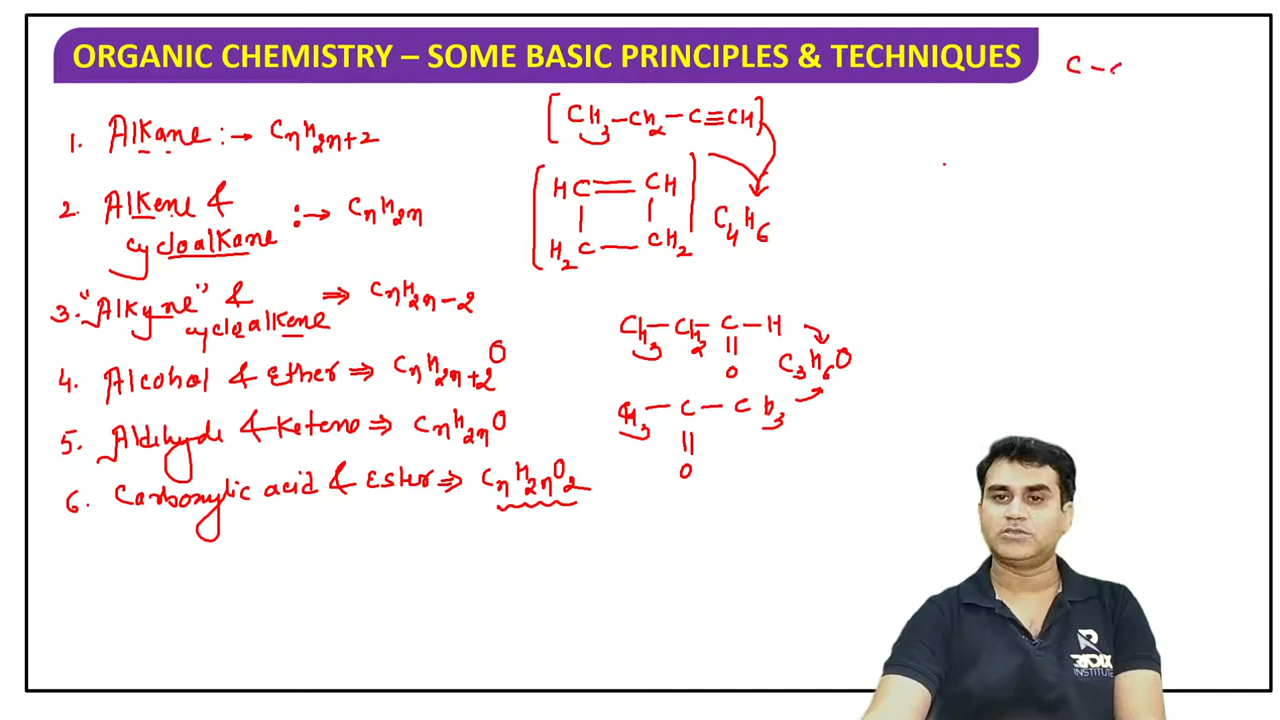 ORGANIC CHEMISTRY – SOME BASIC PRINCIPLES & TECHNIQUES
C – C
1. Alkane :→ CnH2n+2
2. Alkene &
cycloalkane :→ CnH2n
3. "Alkyne" &
cycloalkene ⇒ CnH2n-2
4. Alcohol & Ether ⇒ CnH2n+2O
5. Aldehyde & Ketone ⇒ CnH2nO
6. Carboxylic acid & Ester ⇒ CnH2nO2
[CH3–CH2–C≡CH]
HC=CH
H2C–CH2
C4H6
CH3–CH2–C–H
O
C3H6O
CH3–C–CH3
O
RADIX
INSTITUTE